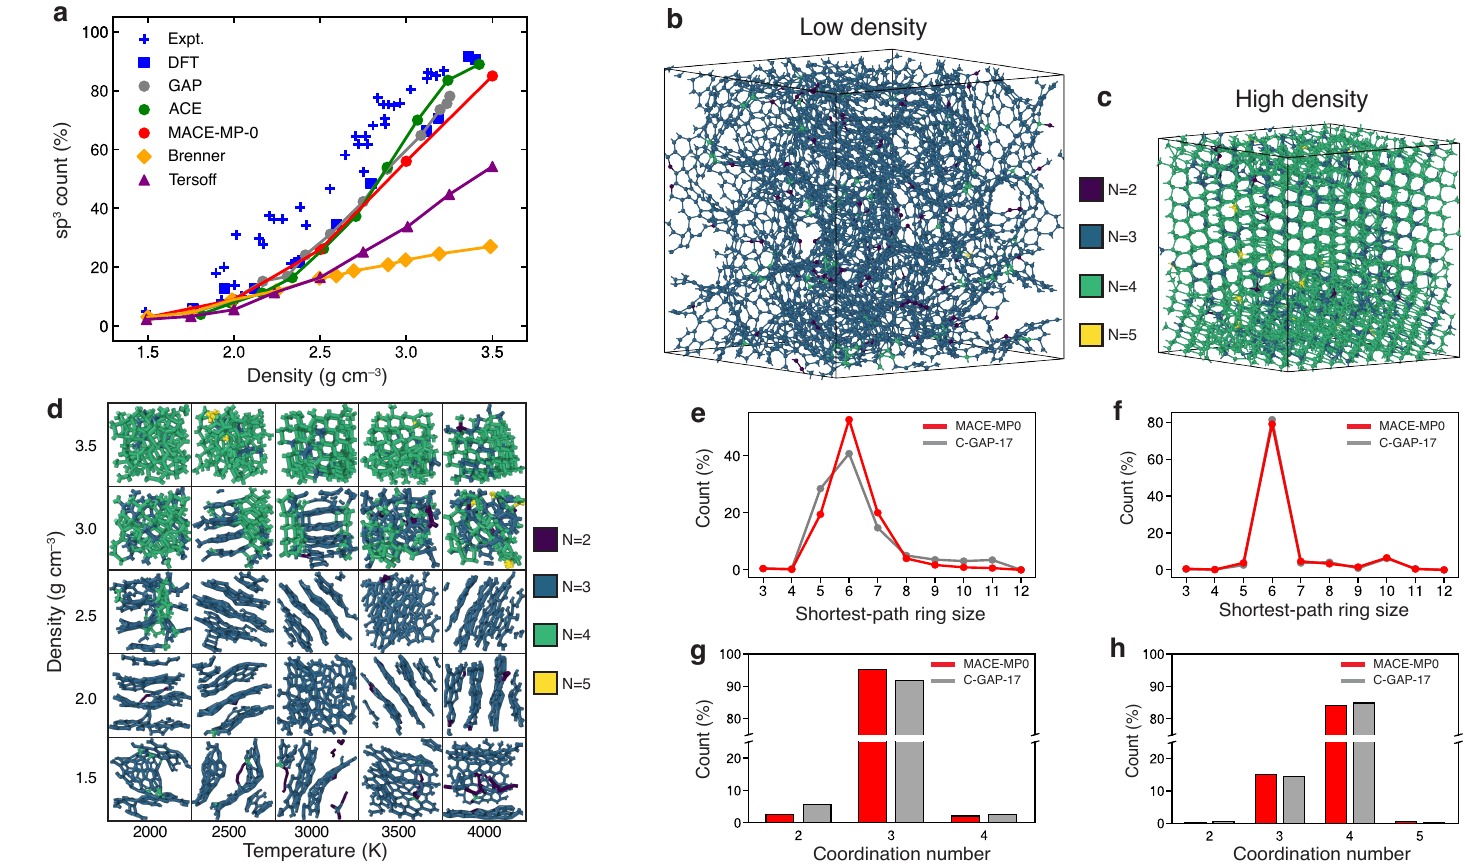 a
100
80
60
40
20
0
sp³ count (%)
Expt.
DFT
GAP
ACE
MACE-MP-0
Brenner
Tersoff
1.5 2.0 2.5 3.0 3.5
Density (g cm⁻³)
b
Low density
c
High density
N=2
N=3
N=4
N=5
d
3.5
3.0
2.5
2.0
1.5
Density (g cm⁻³)
2000 2500 3000 3500 4000
Temperature (K)
N=2
N=3
N=4
N=5
e
MACE-MP0
C-GAP-17
40
20
0
Count (%)
3 4 5 6 7 8 9 10 11 12
Shortest-path ring size
f
MACE-MP0
C-GAP-17
80
60
40
20
0
Count (%)
3 4 5 6 7 8 9 10 11 12
Shortest-path ring size
g
MACE-MP0
C-GAP-17
100
90
80
20
10
0
Count (%)
2 3 4
Coordination number
h
MACE-MP0
C-GAP-17
100
90
80
20
10
0
Count (%)
2 3 4 5
Coordination number